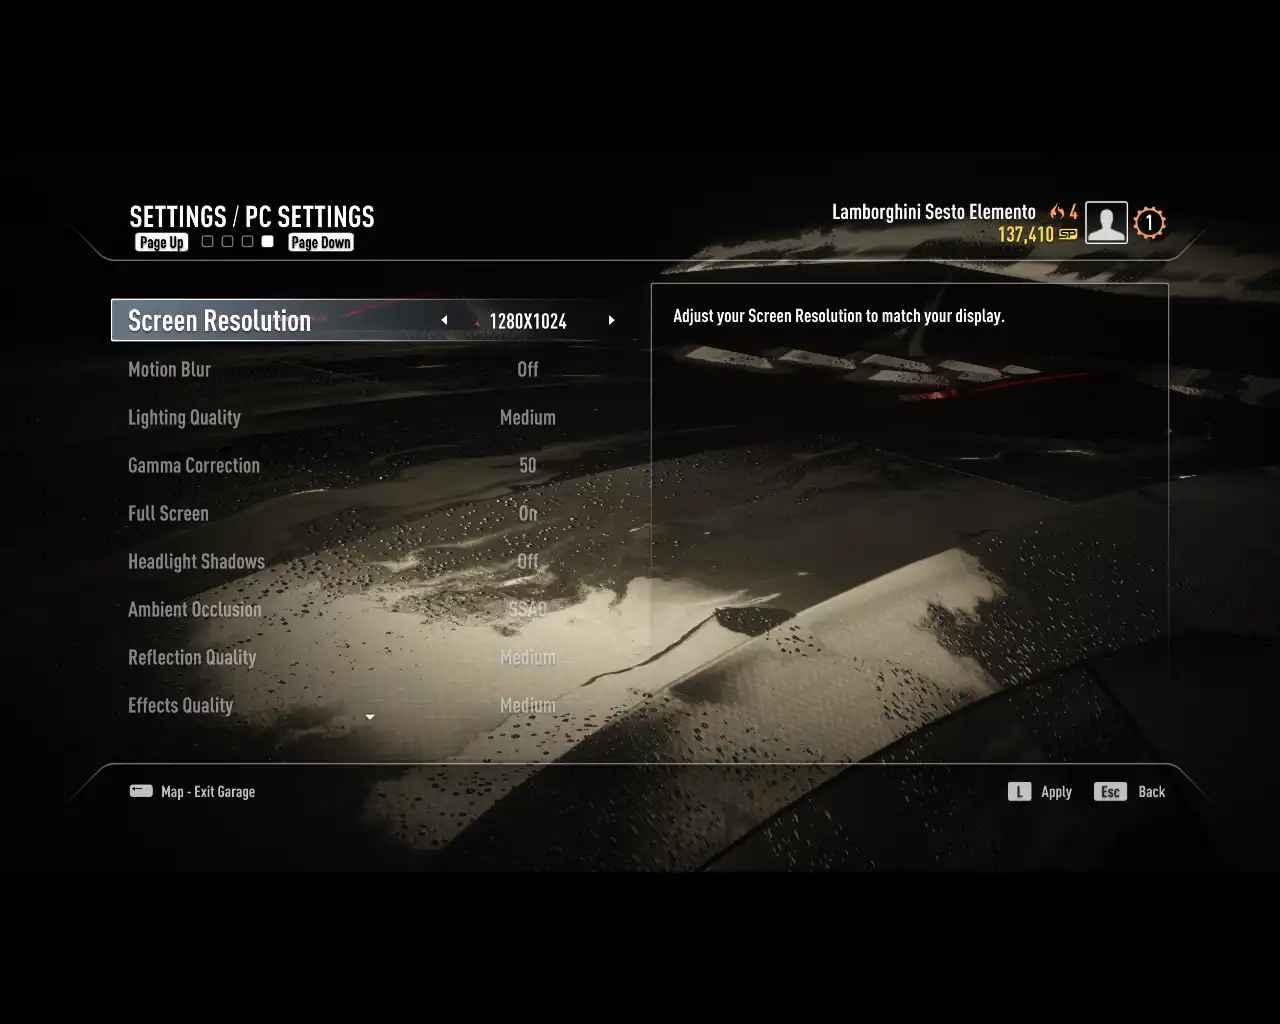 SETTINGS / PC SETTINGS
Page Up Page Down
Lamborghini Sesto Elemento 4
137,410 SP
1
Screen Resolution 1280X1024
Adjust your Screen Resolution to match your display.
Motion Blur Off
Lighting Quality Medium
Gamma Correction 50
Full Screen On
Headlight Shadows Off
Ambient Occlusion SSAO
Reflection Quality Medium
Effects Quality Medium
Map - Exit Garage
L Apply Esc Back